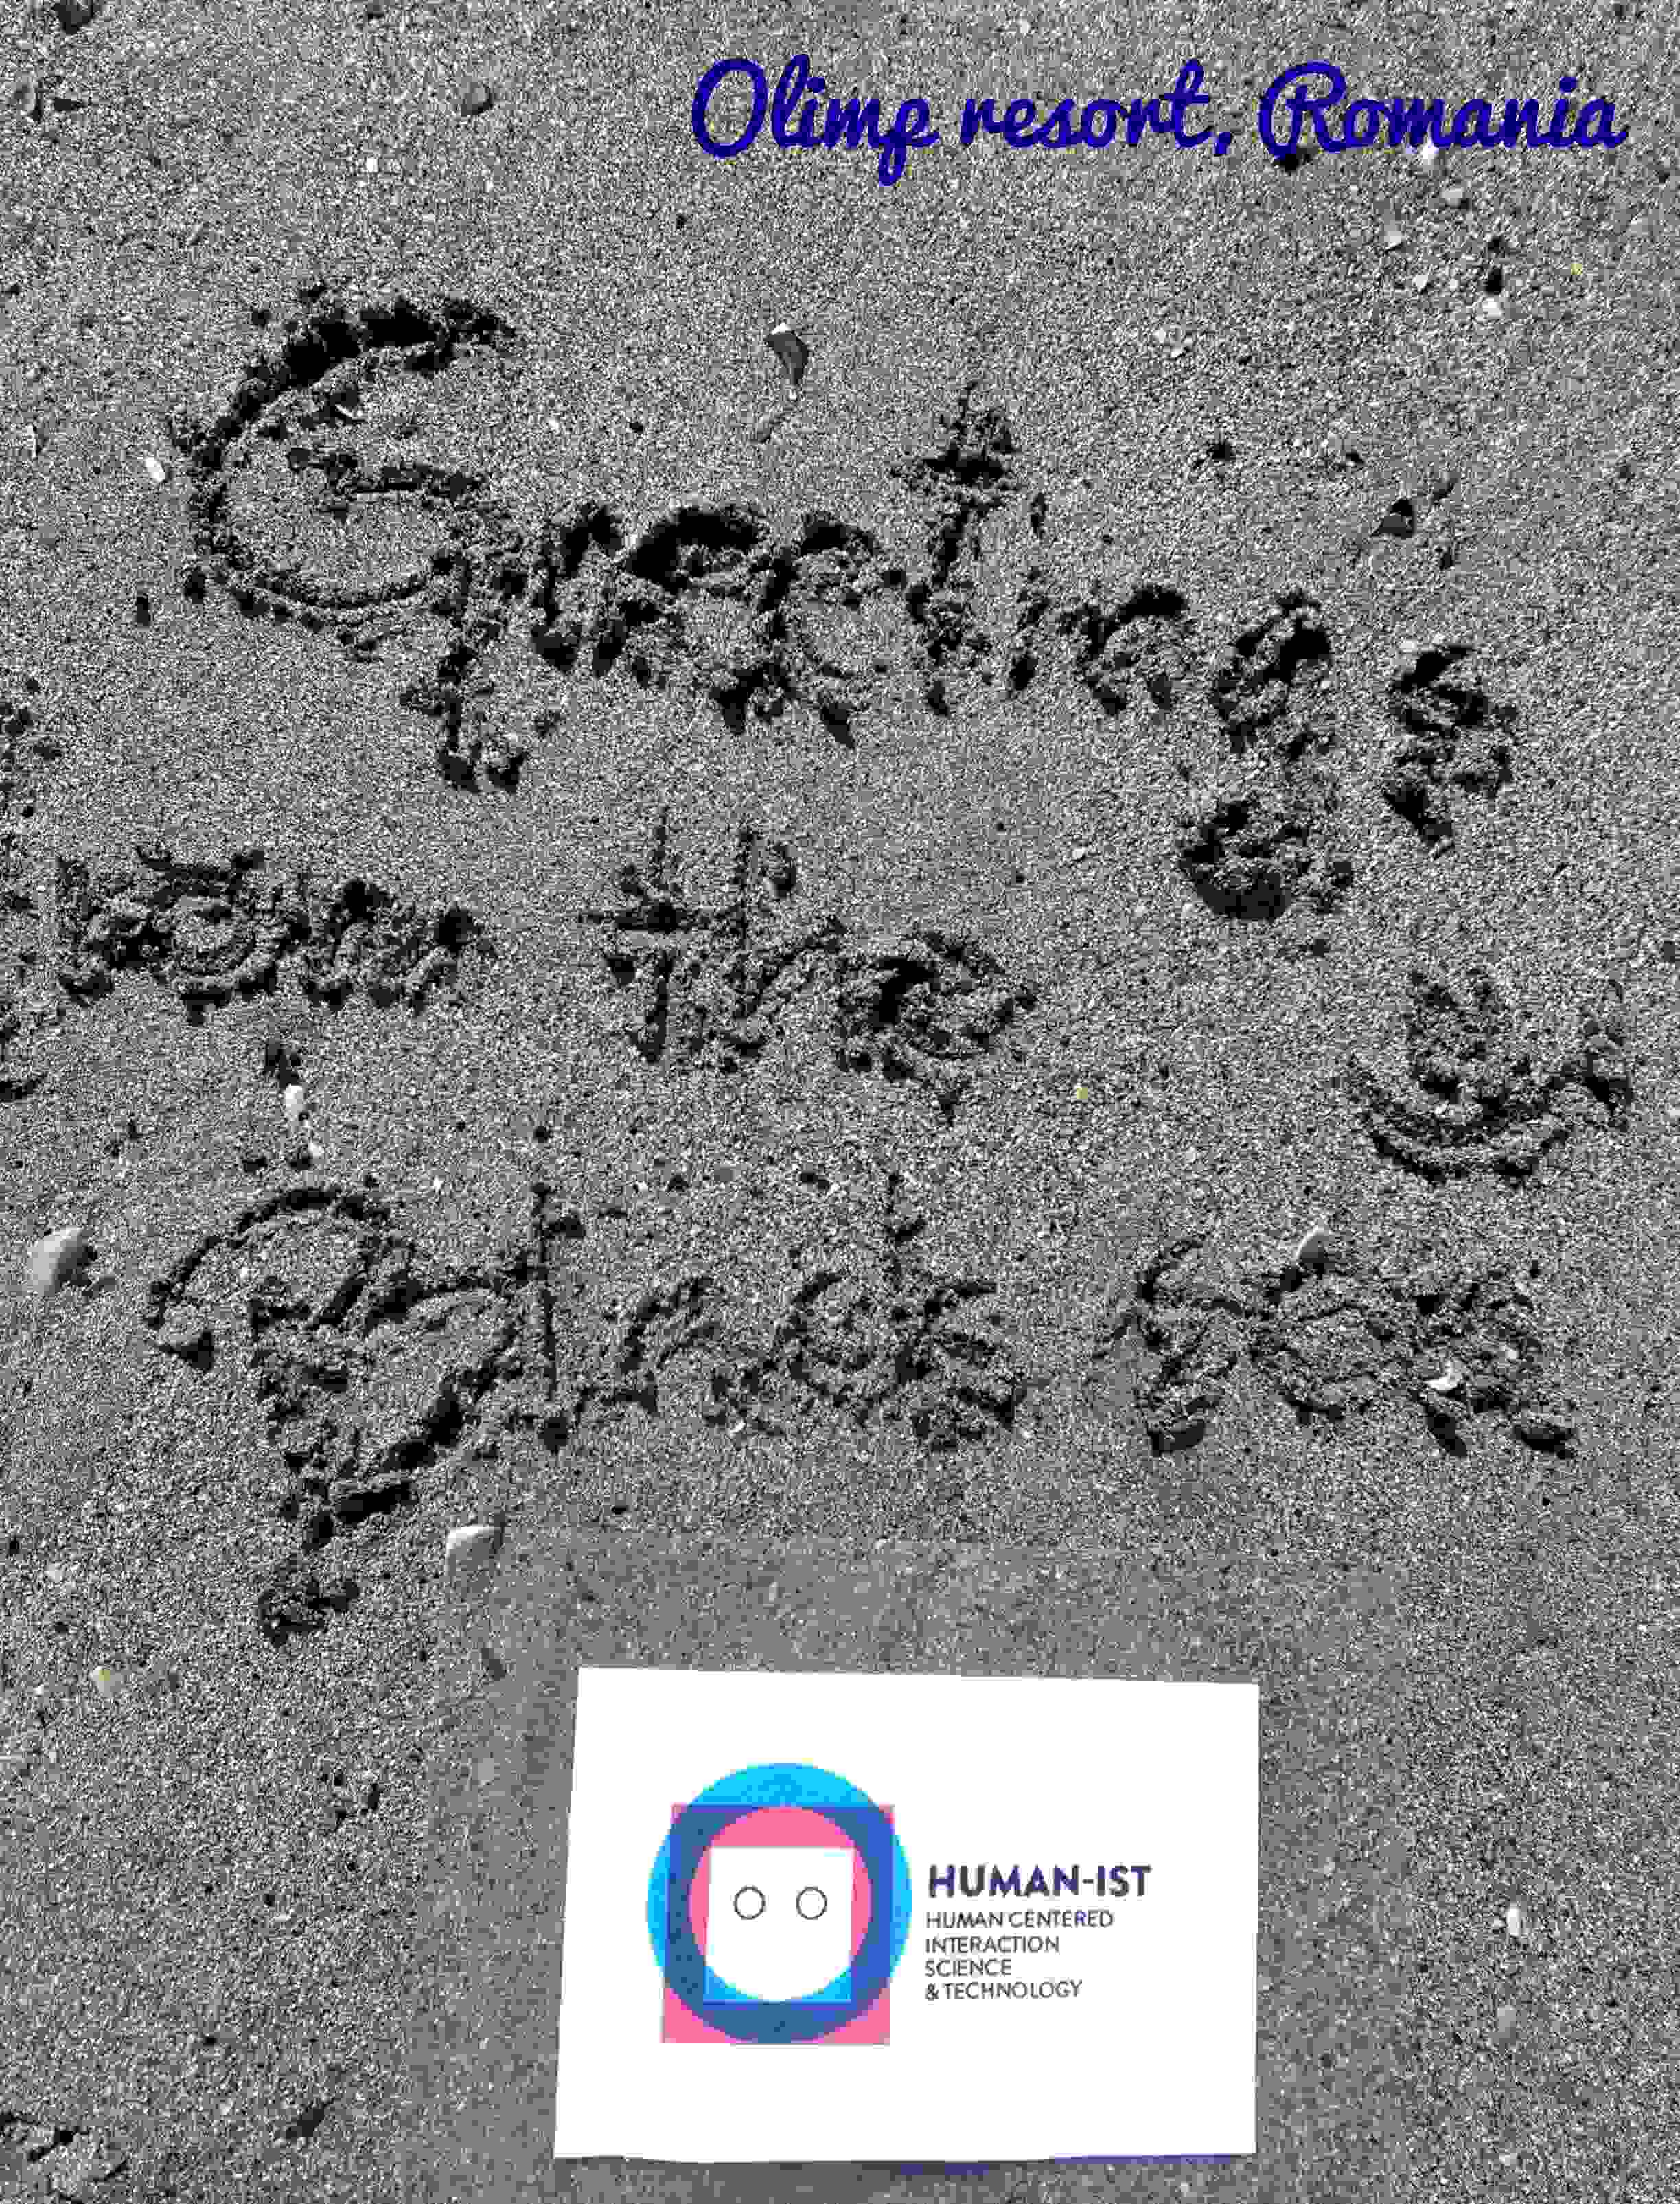 Olimp resort, Romania
Greetings
from the
Black Sea
HUMAN-IST
HUMAN CENTERED
INTERACTION
SCIENCE
& TECHNOLOGY